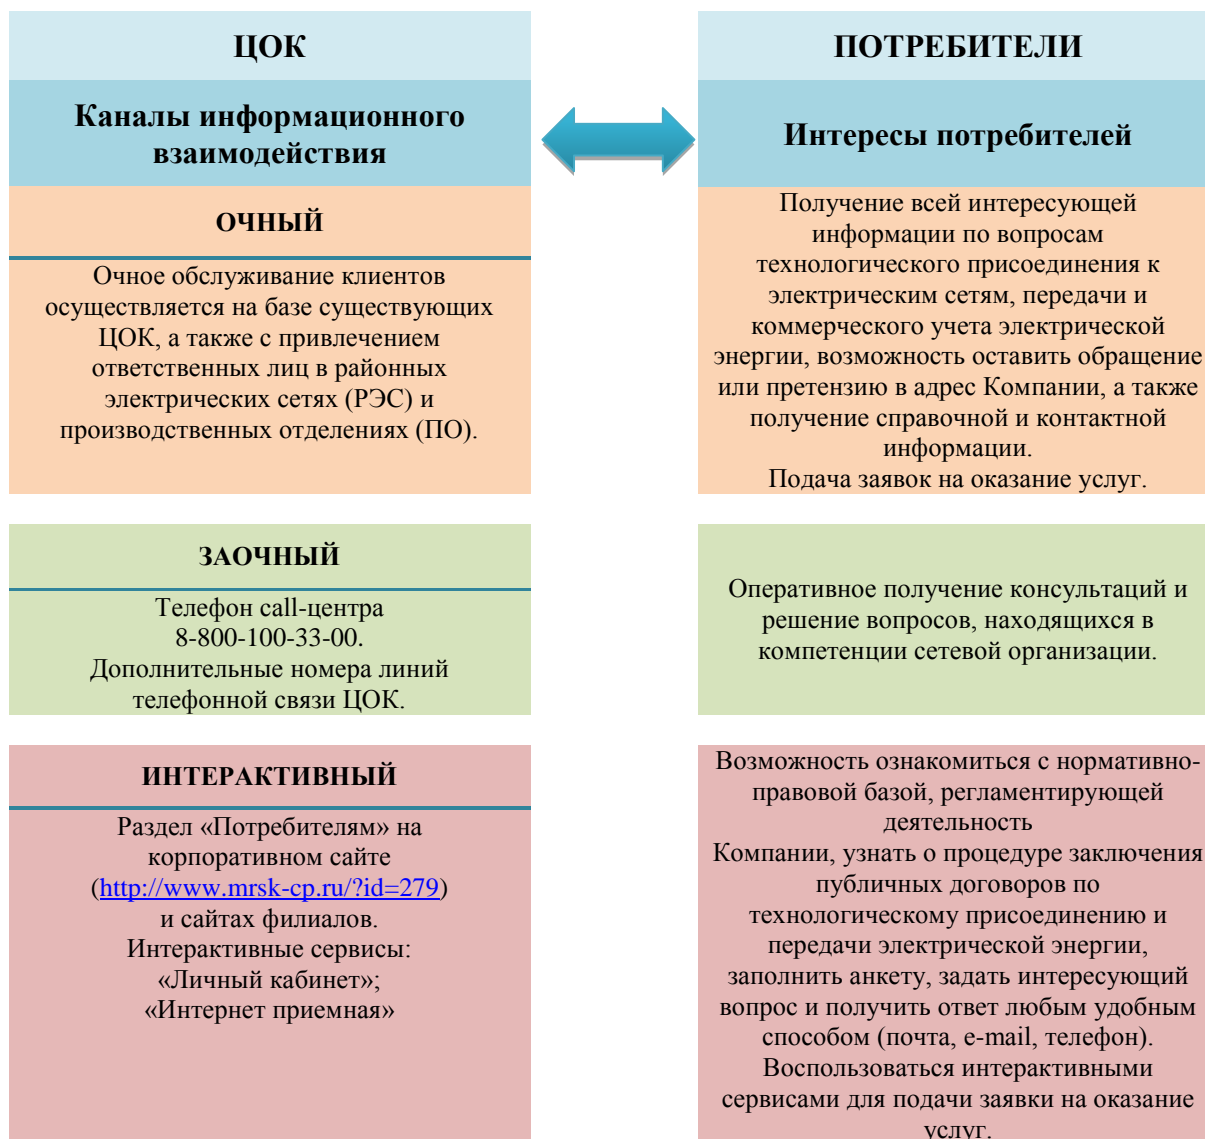 ЦОК
Каналы информационного
взаимодействия
ОЧНЫЙ
Очное обслуживание клиентов
осуществляется на базе существующих
ЦОК, а также с привлечением
ответственных лиц в районных
электрических сетях (РЭС) и
производственных отделениях (ПО).
ЗАОЧНЫЙ
Телефон call-центра
8-800-100-33-00.
Дополнительные номера линий
телефонной связи ЦОК.
ИНТЕРАКТИВНЫЙ
Раздел «Потребителям» на
корпоративном сайте
(http://www.mrsk-cp.ru/?id=279)
и сайтах филиалов.
Интерактивные сервисы:
«Личный кабинет»;
«Интернет приемная»
ПОТРЕБИТЕЛИ
Интересы потребителей
Получение всей интересующей
информации по вопросам
технологического присоединения к
электрическим сетям, передачи и
коммерческого учета электрической
энергии, возможность оставить обращение
или претензию в адрес Компании, а также
получение справочной и контактной
информации.
Подача заявок на оказание услуг.
Оперативное получение консультаций и
решение вопросов, находящихся в
компетенции сетевой организации.
Возможность ознакомиться с нормативно-
правовой базой, регламентирующей
деятельность
Компании, узнать о процедуре заключения
публичных договоров по
технологическому присоединению и
передачи электрической энергии,
заполнить анкету, задать интересующий
вопрос и получить ответ любым удобным
способом (почта, e-mail, телефон).
Воспользоваться интерактивными
сервисами для подачи заявки на оказание
услуг.